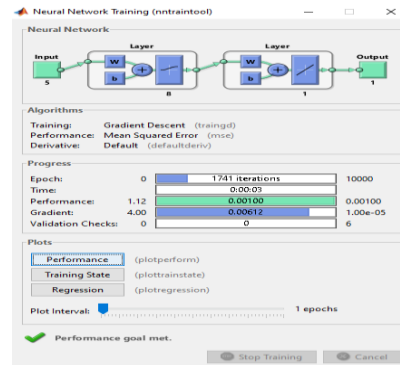 Neural Network Training (nntraintool)
Neural Network
Layer Layer
Input Output
W W
b b
5 8 1 1
Algorithms
Training: Gradient Descent (traingd)
Performance: Mean Squared Error (mse)
Derivative: Default (defaultderiv)
Progress
Epoch: 0 1741 iterations 10000
Time: 0:00:03
Performance: 1.12 0.00100 0.00100
Gradient: 4.00 0.00612 1.00e-05
Validation Checks: 0 0 6
Plots
Performance (plotperform)
Training State (plottrainstate)
Regression (plotregression)
Plot Interval: 1 epochs
Performance goal met.
Stop Training Cancel